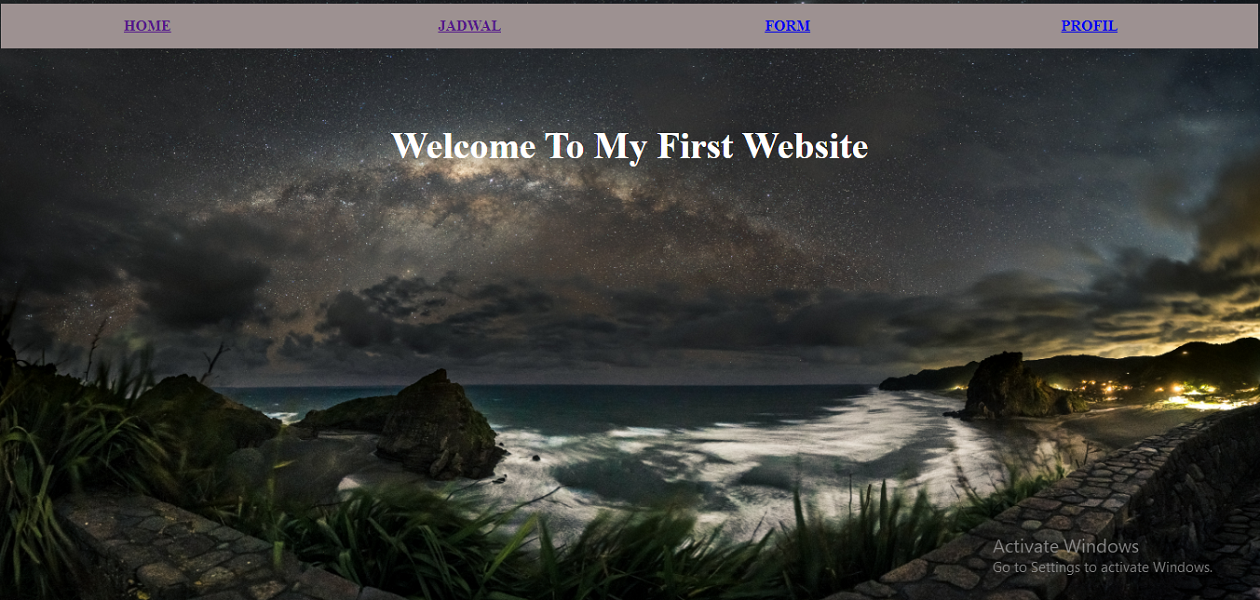 HOME JADWAL FORM PROFIL
Welcome To My First Website
Activate Windows
Go to Settings to activate Windows.